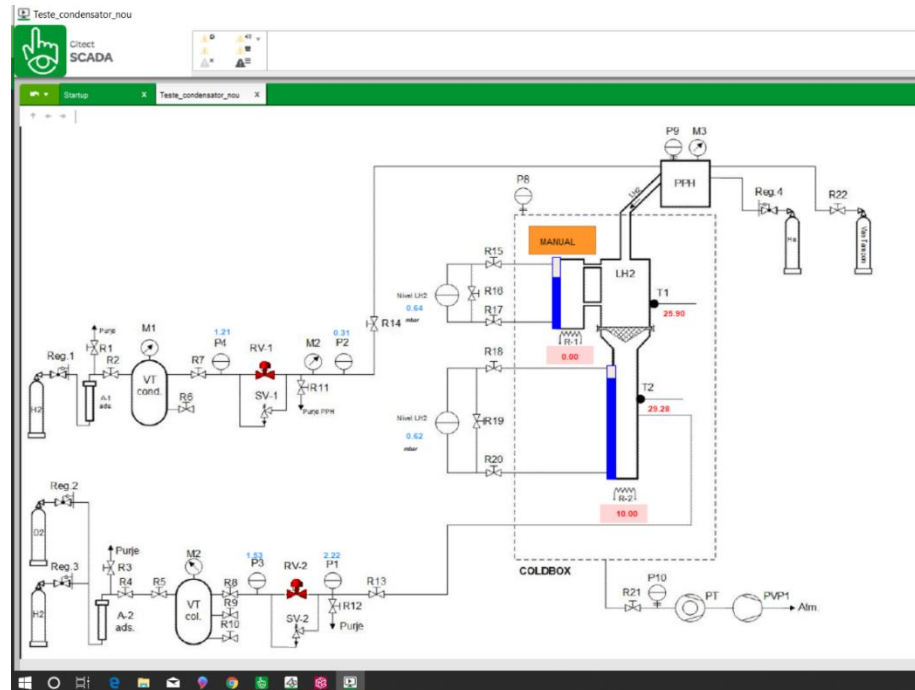 Teste_condensator_nou
Citect
SCADA
Startup X Teste_condensator_nou X
P9 M3
PPH
LH2
Reg.4
R22
He
Vas Tampon
P8
MANUAL
R15
LH2
Nivel LH2
0.64
mbar
R16
R17
R-1
0.00
T1
25.90
R14
Purje
R1
M1
1.21
P4
RV-1
M2
0.31
P2
Reg.1
R2
R7
H2
A-1
ads.
VT
cond.
R6
SV-1
R11
Purje PPH
R18
Nivel LH2
0.62
mbar
R19
R20
T2
29.28
R-2
10.00
COLDBOX
Reg.2
D2
Reg.3
H2
Purje
R3
R4
R5
A-2
ads.
M2
VT
col.
R8
R9
R10
1.53
P3
RV-2
2.22
P1
R13
SV-2
R12
Purje
R21
P10
PT
PVP1
Atm.